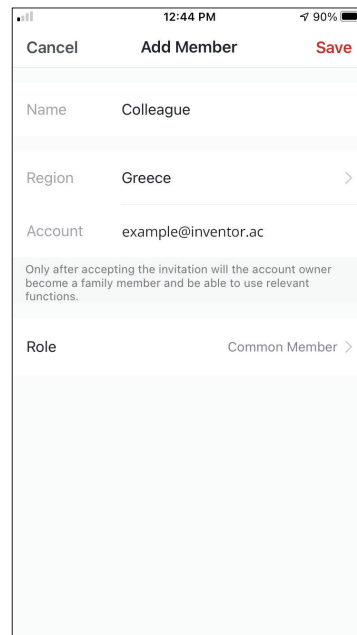 12:44 PM 90%
Cancel Add Member Save
Name Colleague
Region Greece
Account example@inventor.ac
Only after accepting the invitation will the account owner
become a family member and be able to use relevant
functions.
Role Common Member